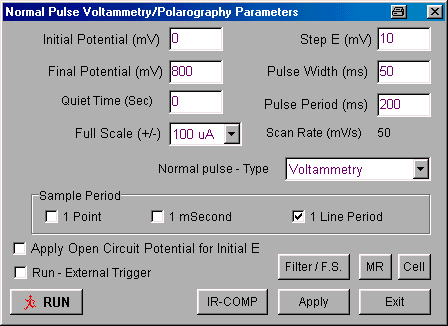 Normal Pulse Voltammetry/Polarography Parameters
Initial Potential (mV) 0 Step E (mV) 10
Final Potential (mV) 800 Pulse Width (ms) 50
Quiet Time (Sec) 0 Pulse Period (ms) 200
Full Scale (+/-) 100 uA Scan Rate (mV/s) 50
Normal pulse - Type Voltammetry
Sample Period
1 Point 1 mSecond 1 Line Period
Apply Open Circuit Potential for Initial E
Run - External Trigger Filter / F.S. MR Cell
RUN IR-COMP Apply Exit